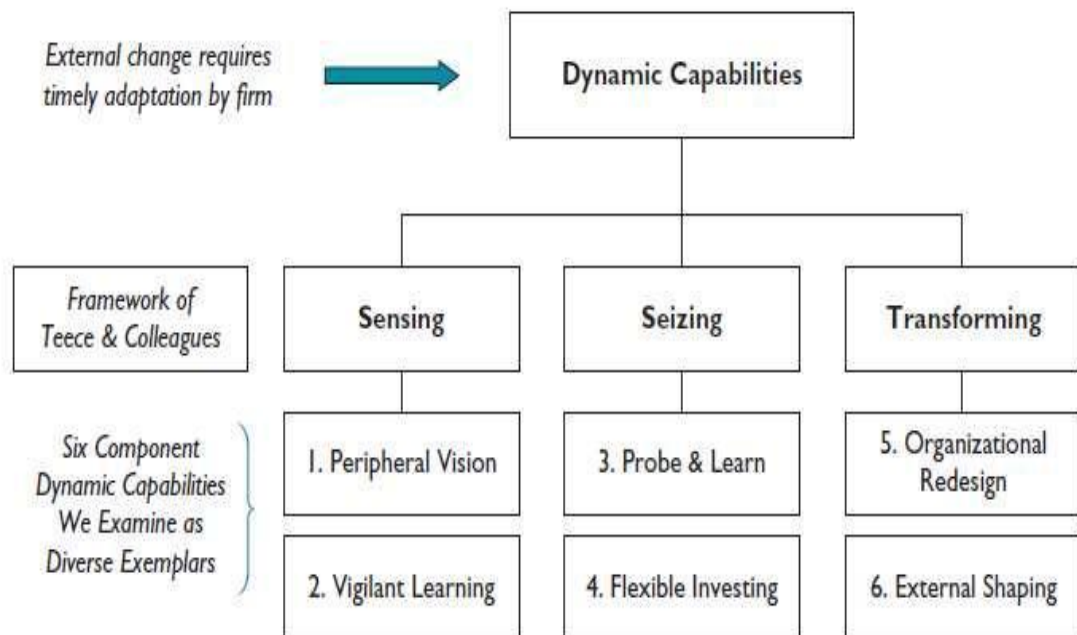 External change requires
timely adaptation by firm
Dynamic Capabilities
Framework of
Teece & Colleagues
Sensing
Seizing
Transforming
Six Component
Dynamic Capabilities
We Examine as
Diverse Exemplars
1. Peripheral Vision
3. Probe & Learn
5. Organizational
Redesign
2. Vigilant Learning
4. Flexible Investing
6. External Shaping